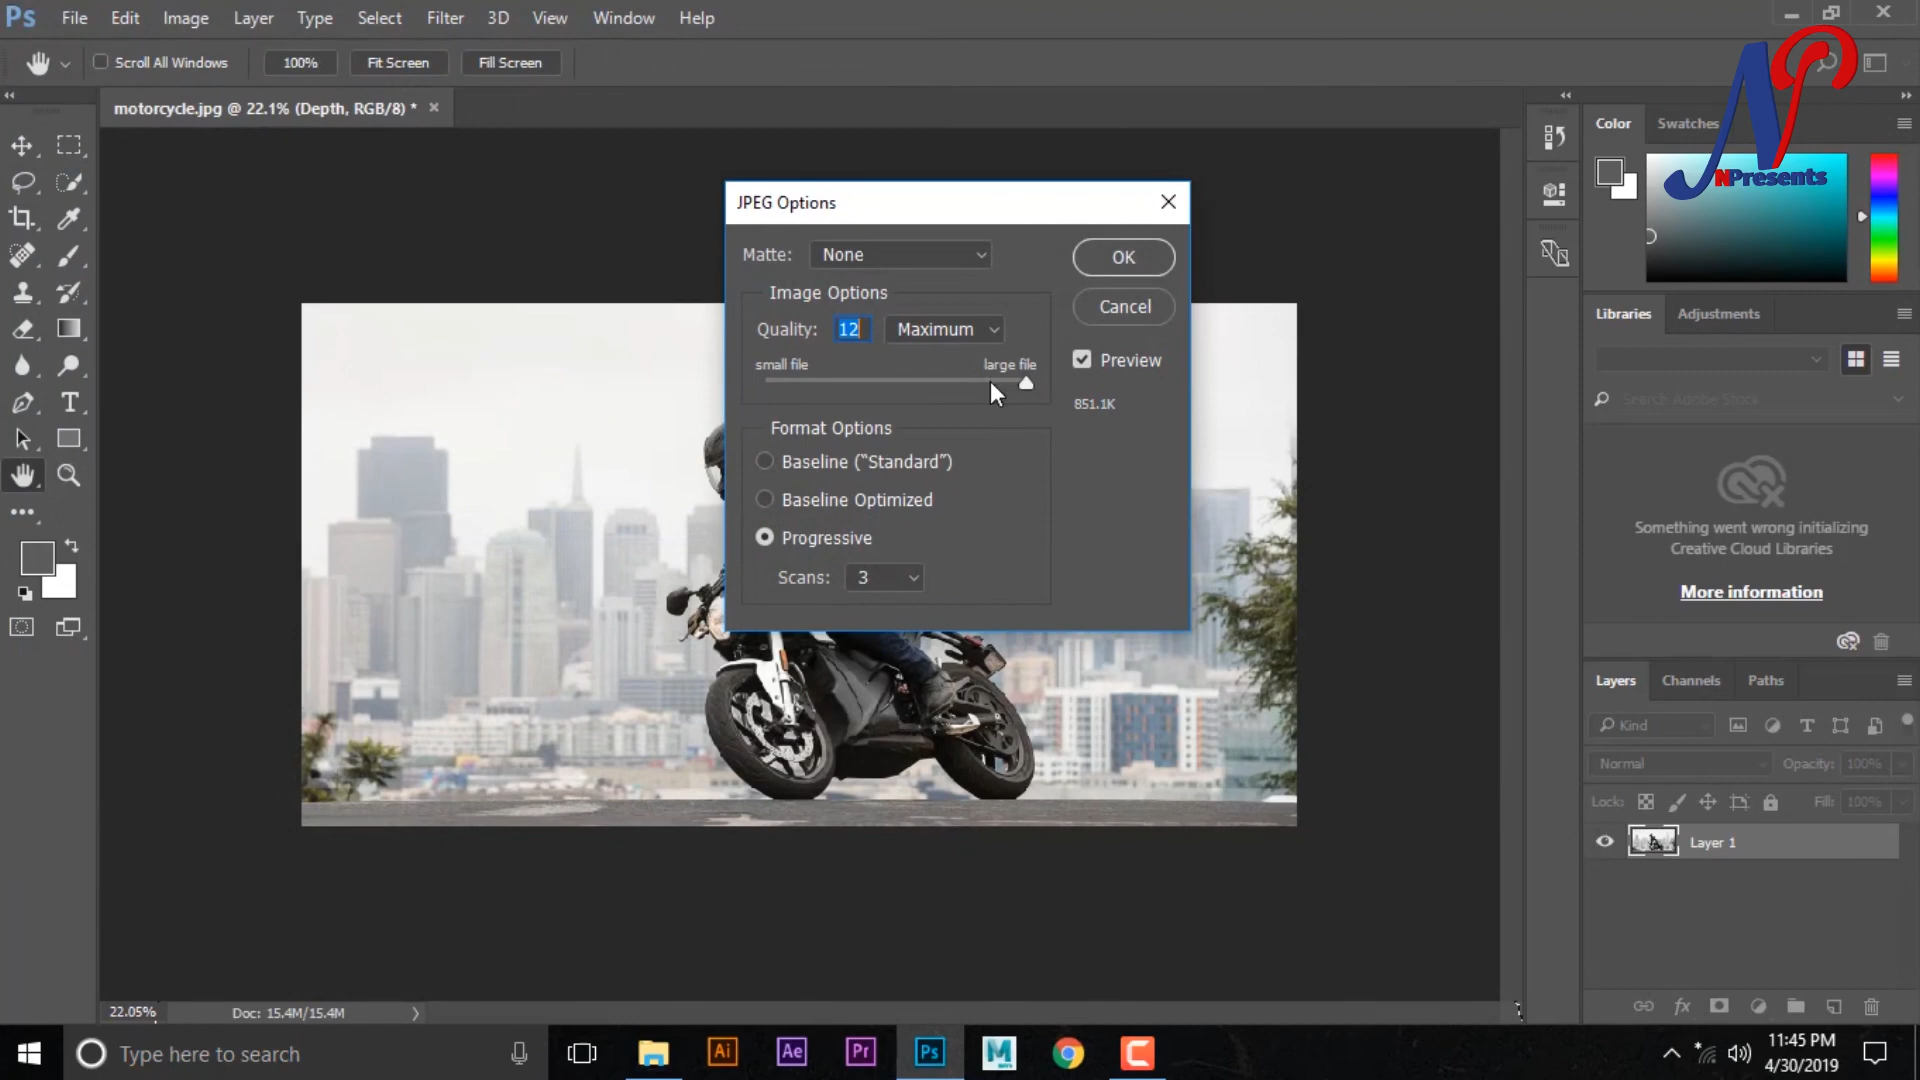 Ps File Edit Image Layer Type Select Filter 3D View Window Help
Scroll All Windows 100% Fit Screen Fill Screen
motorcycle.jpg @ 22.1% (Depth, RGB/8) *
Color Swatches
NPresents
JPEG Options
Matte: None
OK
Image Options
Cancel
Quality: 12 Maximum
small file large file
Preview
851.1K
Format Options
Baseline (“Standard”)
Baseline Optimized
Progressive
Scans: 3
Libraries Adjustments
Search Adobe Stock
Something went wrong initializing
Creative Cloud Libraries
More information
Layers Channels Paths
Kind
Normal Opacity: 100%
Lock: Fill: 100%
Layer 1
22.05% Doc: 15.4M/15.4M
Type here to search
Ai Ae Pr Ps M
11:45 PM
4/30/2019